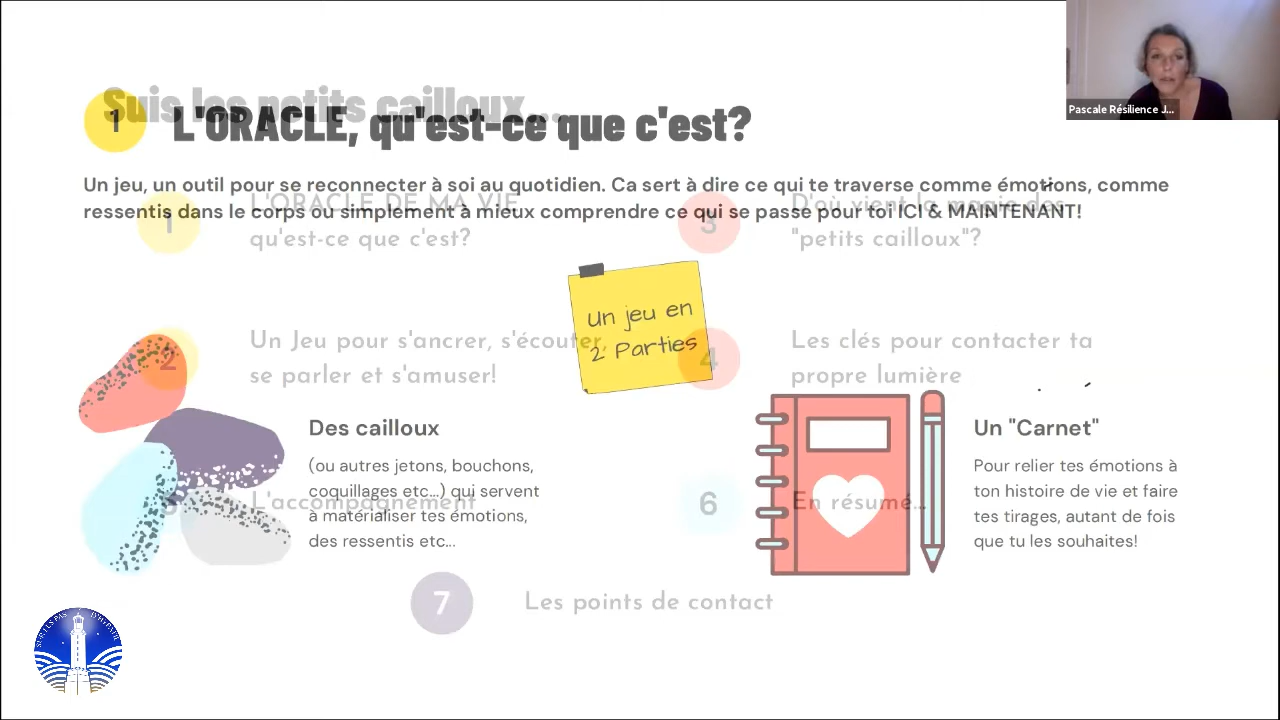 Suis les petits cailloux...
1 L'ORACLE, qu'est-ce que c'est?
Pascale Résilience J...
Un jeu, un outil pour se reconnecter à soi au quotidien. Ca sert à dire ce qui te traverse comme émotions, comme
ressentis dans le corps ou simplement à mieux comprendre ce qui se passe pour toi ICI & MAINTENANT!
1
L'ORACLE DE MA VIE
qu'est-ce que c'est?
3
D'où vient la magie des
"petits cailloux"?
un jeu en
2 Parties
2
Un Jeu pour s'ancrer, s'écouter,
se parler et s'amuser!
4
Les clés pour contacter ta
propre lumière
Des cailloux
(ou autres jetons, bouchons,
coquillages etc...) qui servent
à matérialiser tes émotions,
des ressentis etc...
Un "Carnet"
Pour relier tes émotions à
ton histoire de vie et faire
tes tirages, autant de fois
que tu les souhaites!
5
L'accompagnement
6
En résumé...
7
Les points de contact